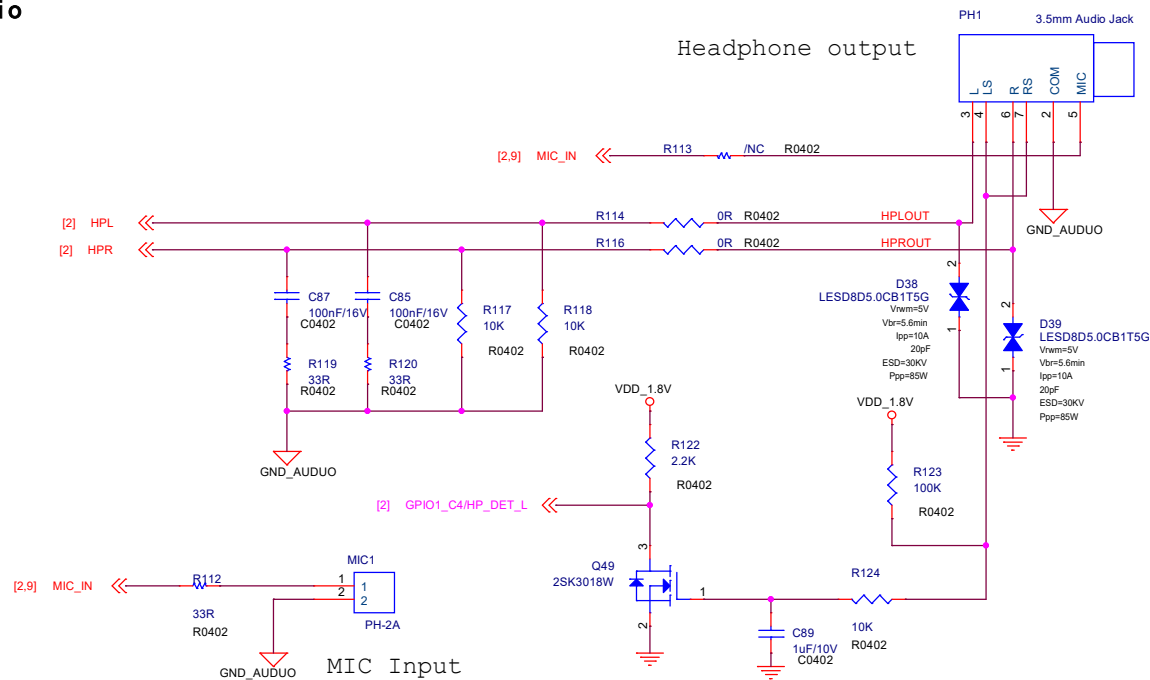 io
PH1
3.5mm Audio Jack
Headphone output
L
LS
R
RS
COM
MIC
3
4
6
7
2
5
[2,9] MIC_IN
R113 /NC R0402
[2] HPL
R114 0R R0402 HPLOUT
GND_AUDUO
[2] HPR
R116 0R R0402 HPROUT
C87
100nF/16V
C0402
C85
100nF/16V
C0402
R117
10K
R0402
R118
10K
R0402
R119
33R
R0402
R120
33R
R0402
GND_AUDUO
2
D38
LESD8D5.0CB1T5G
Vrwm=5V
Vbr=5.6min
Ipp=10A
20pF
ESD=30KV
Ppp=85W
1
2
D39
LESD8D5.0CB1T5G
Vrwm=5V
Vbr=5.6min
Ipp=10A
20pF
ESD=30KV
Ppp=85W
1
VDD_1.8V
R122
2.2K
R0402
VDD_1.8V
R123
100K
R0402
[2] GPIO1_C4/HP_DET_L
3
Q49
2SK3018W
1
2
R124
10K
R0402
C89
1uF/10V
C0402
MIC1
[2,9] MIC_IN
R112
33R
R0402
1 1
2 2
PH-2A
GND_AUDUO
MIC Input